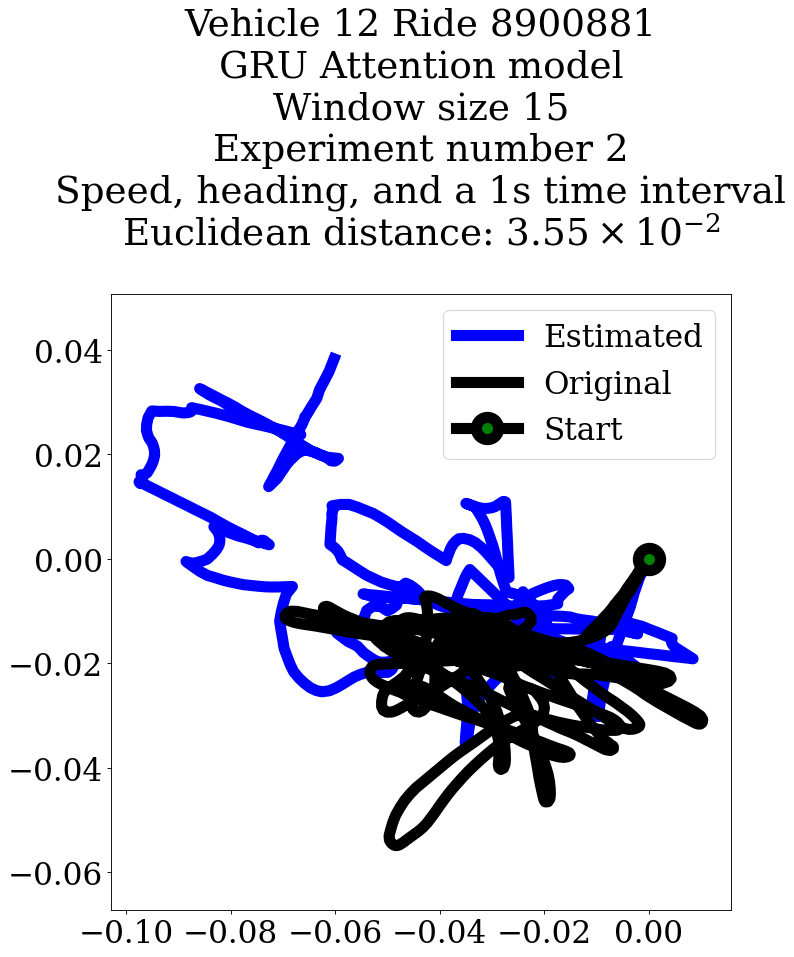 Vehicle 12 Ride 8900881
GRU Attention model
Window size 15
Experiment number 2
Speed, heading, and a 1s time interval
Euclidean distance: 3.55 × 10⁻²
Estimated
Original
Start
0.04
0.02
0.00
−0.02
−0.04
−0.06
−0.10 −0.08 −0.06 −0.04 −0.02 0.00